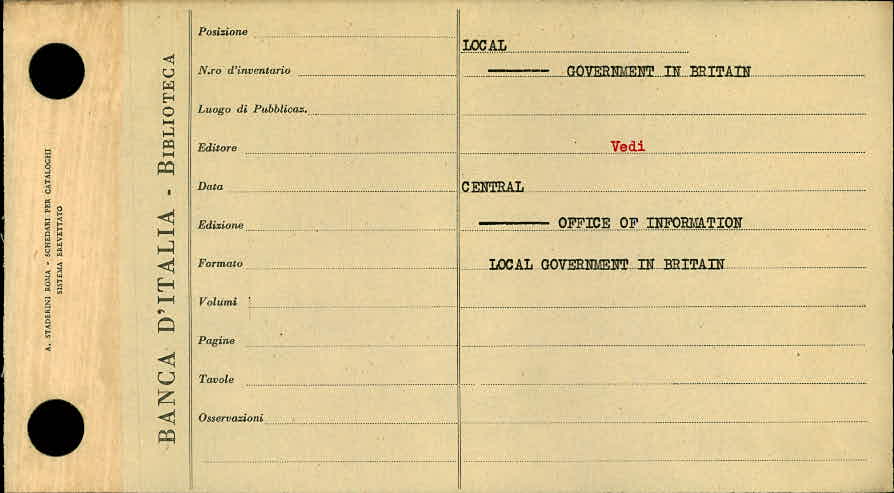 A. STADERINI ROMA - SCHEDARI PER CATALOGHI
SISTEMA BREVETTATO
BANCA D'ITALIA - BIBLIOTECA
Posizione
N.ro d'inventario
Luogo di Pubblicaz.
Editore
Data
Edizione
Formato
Volumi
Pagine
Tavole
Osservazioni
LOCAL
——— GOVERNMENT IN BRITAIN
Vedi
CENTRAL
——— OFFICE OF INFORMATION
LOCAL GOVERNMENT IN BRITAIN